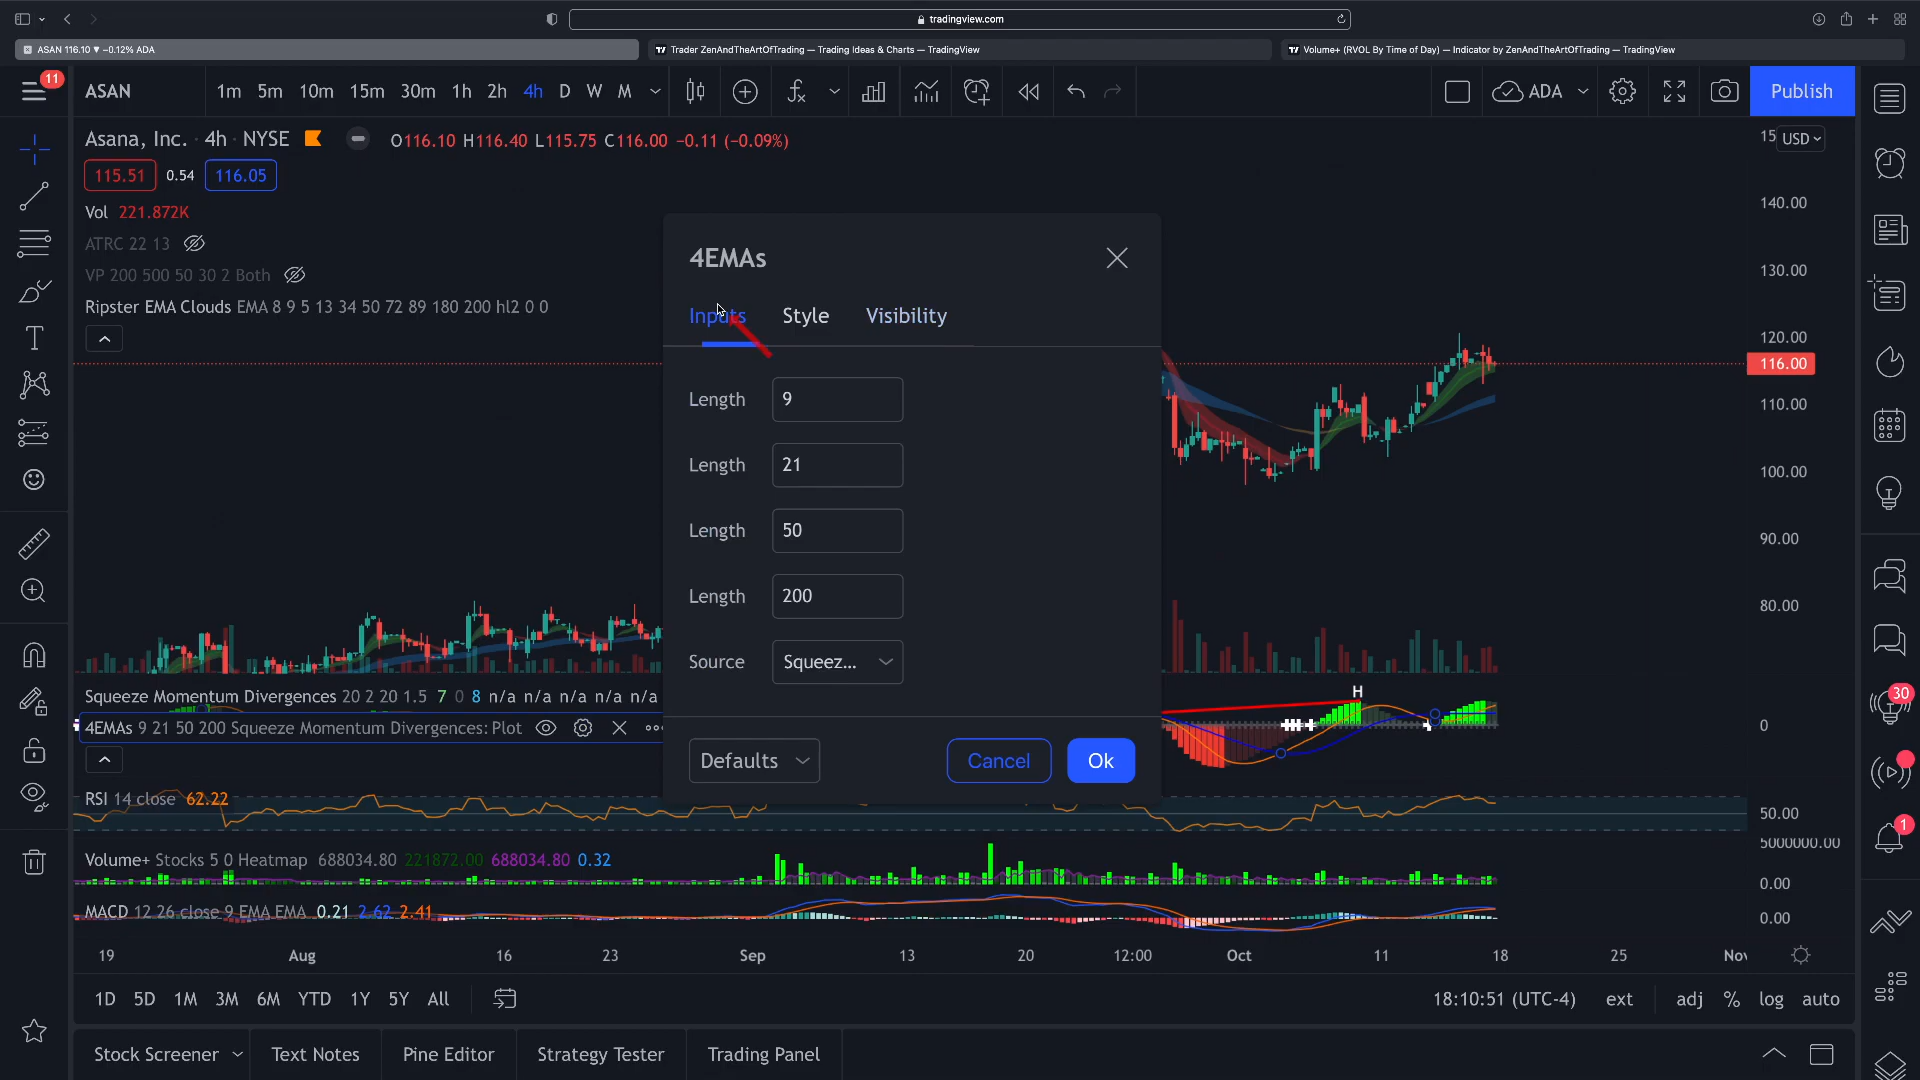 tradingview.com
ASAN 116.10 ▼ −0.12% ADA
Trader ZenAndTheArtOfTrading — Trading Ideas & Charts — TradingView
Volume+ (RVOL By Time of Day) — Indicator by ZenAndTheArtOfTrading — TradingView
11
ASAN 1m 5m 10m 15m 30m 1h 2h 4h D W M ADA Publish
Asana, Inc. · 4h · NYSE O116.10 H116.40 L115.75 C116.00 −0.11 (−0.09%)
15 USD
115.51 0.54 116.05
Vol 221.872K
140.00
ATRC 22 13
VP 200 500 50 30 2 Both
130.00
Ripster EMA Clouds EMA 8 9 5 13 34 50 72 89 180 200 hl2 0 0
120.00
116.00
110.00
100.00
90.00
80.00
4EMAs
Inputs Style Visibility
Length 9
Length 21
Length 50
Length 200
Source Squeez...
Defaults Cancel Ok
Squeeze Momentum Divergences 20 2 20 1.5 7 0 8 n/a n/a n/a n/a n/a
H
30
4EMAs 9 21 50 200 Squeeze Momentum Divergences: Plot
0
RSI 14 close 62.22
50.00
1
5000000.00
Volume+ Stocks 5 0 Heatmap 688034.80 221872.00 688034.80 0.32
0.00
MACD 12 26 close 9 EMA EMA 0.21 2.62 2.41
0.00
19 Aug 16 23 Sep 13 20 12:00 Oct 11 18 25 Nov
1D 5D 1M 3M 6M YTD 1Y 5Y All 18:10:51 (UTC-4) ext adj % log auto
Stock Screener Text Notes Pine Editor Strategy Tester Trading Panel